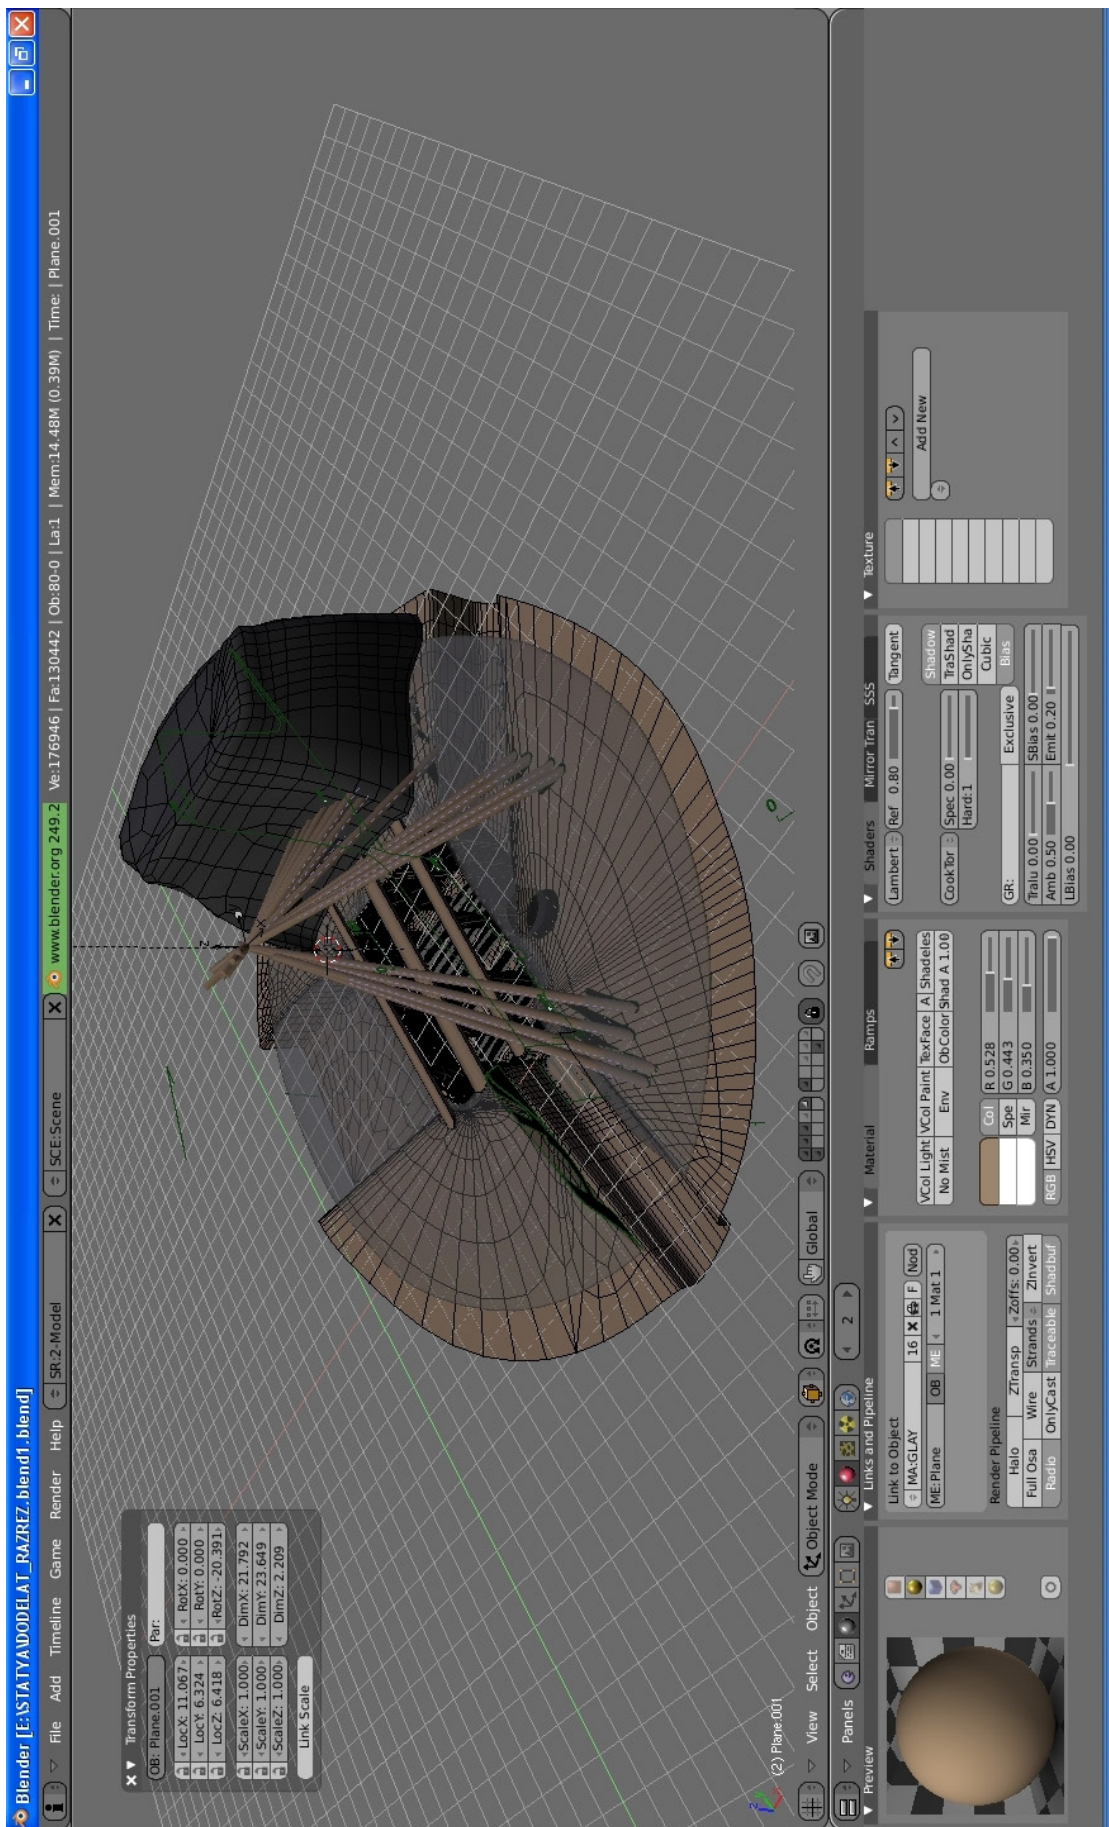 Blender [E:\STATYA\DODELAT_RAZREZ.blend1.blend]
File Add Timeline Game Render Help SR:2-Model SCE:Scene www.blender.org 249.2 Ve:176946 | Fa:130442 | Ob:80-0 | La:1 | Mem:14.48M (0.39M) | Time: | Plane.001
Transform Properties
OB: Plane.001 Par:
LocX: 11.067 RotX: 0.000
LocY: 6.324 RotY: 0.000
LocZ: 6.418 RotZ: -20.391
ScaleX: 1.000 DimX: 21.792
ScaleY: 1.000 DimY: 23.649
ScaleZ: 1.000 DimZ: 2.209
Link Scale
z
(2) Plane.001
View Select Object Object Mode Global
Panels 2
Preview
Links and Pipeline
Link to Object
MA:GLAY 16 F Nod
ME:Plane OB ME 1 Mat 1
Render Pipeline
Halo ZTransp Zoffs: 0.00
Full Osa Wire Strands ZInvert
Radio OnlyCast Traceable Shadbuf
Material Ramps
VCol Light VCol Paint TexFace A Shadeles
No Mist Env ObColor Shad A 1.00
Col R 0.528
Spe G 0.443
Mir B 0.350
RGB HSV DYN A 1.000
Shaders Mirror Tran SSS
Lambert Ref 0.80 Tangent
Shadow
CookTor Spec 0.00 TraShad
Hard:1 OnlySha
Cubic
GR: Exclusive Bias
Tralu 0.00 SBias 0.00
Amb 0.50 Emit 0.20
LBias 0.00
Texture
Add New